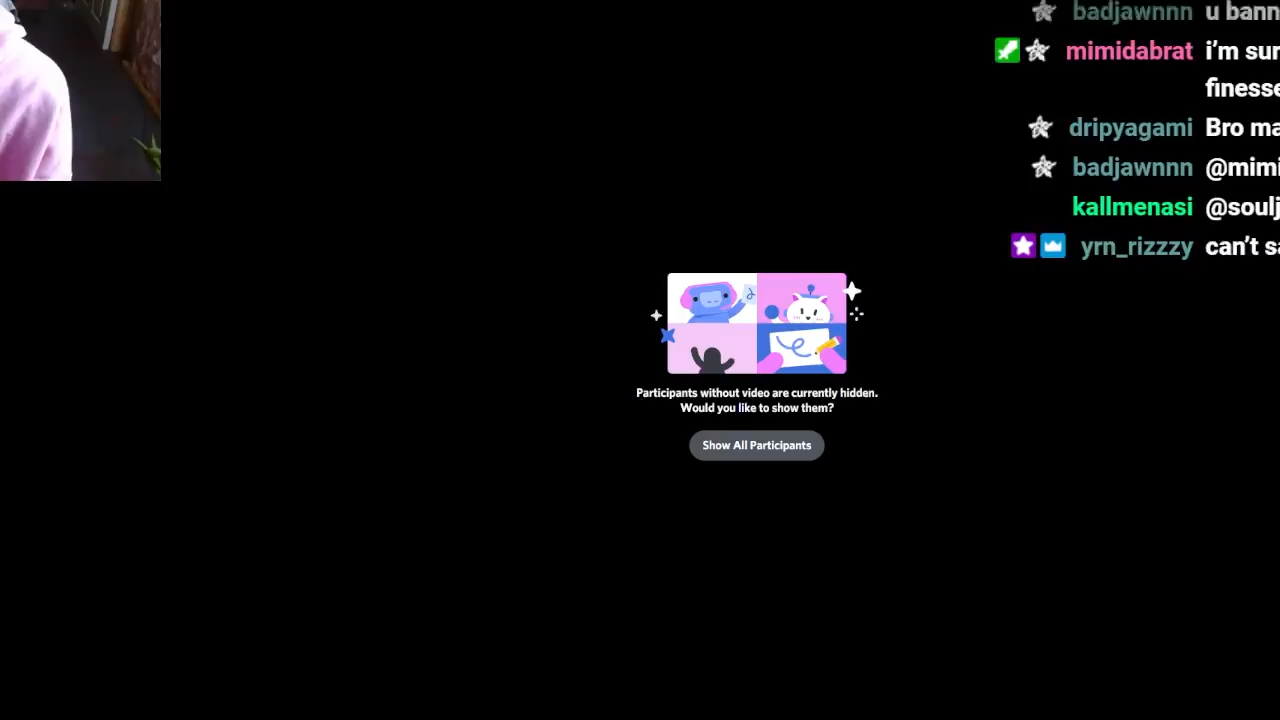 badjawnnn u bann
mimidabrat i’m sur
finesse
dripyagami Bro ma
badjawnnn @mimi
kallmenasi @soulj
yrn_rizzzy can’t sa
Participants without video are currently hidden.
Would you like to show them?
Show All Participants